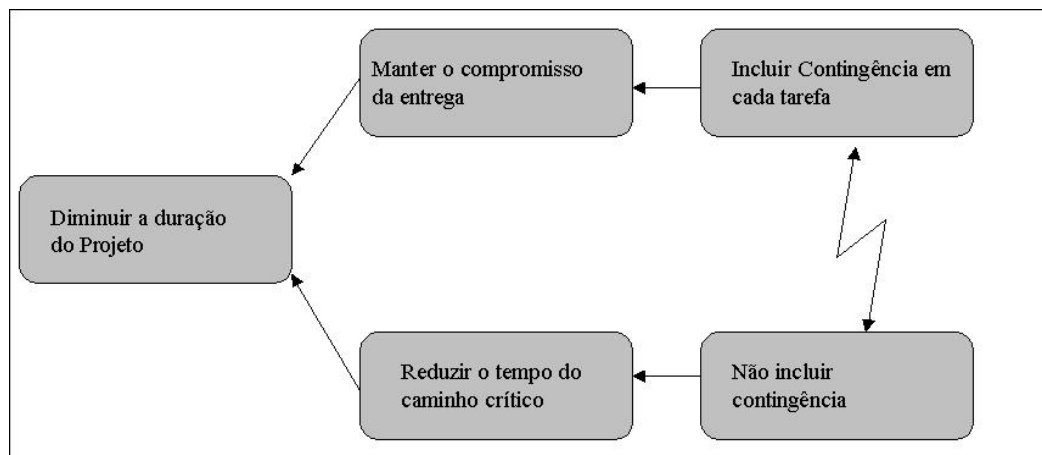 Manter o compromisso
da entrega
Incluir Contingência em
cada tarefa
Diminuir a duração
do Projeto
Reduzir o tempo do
caminho crítico
Não incluir
contingência